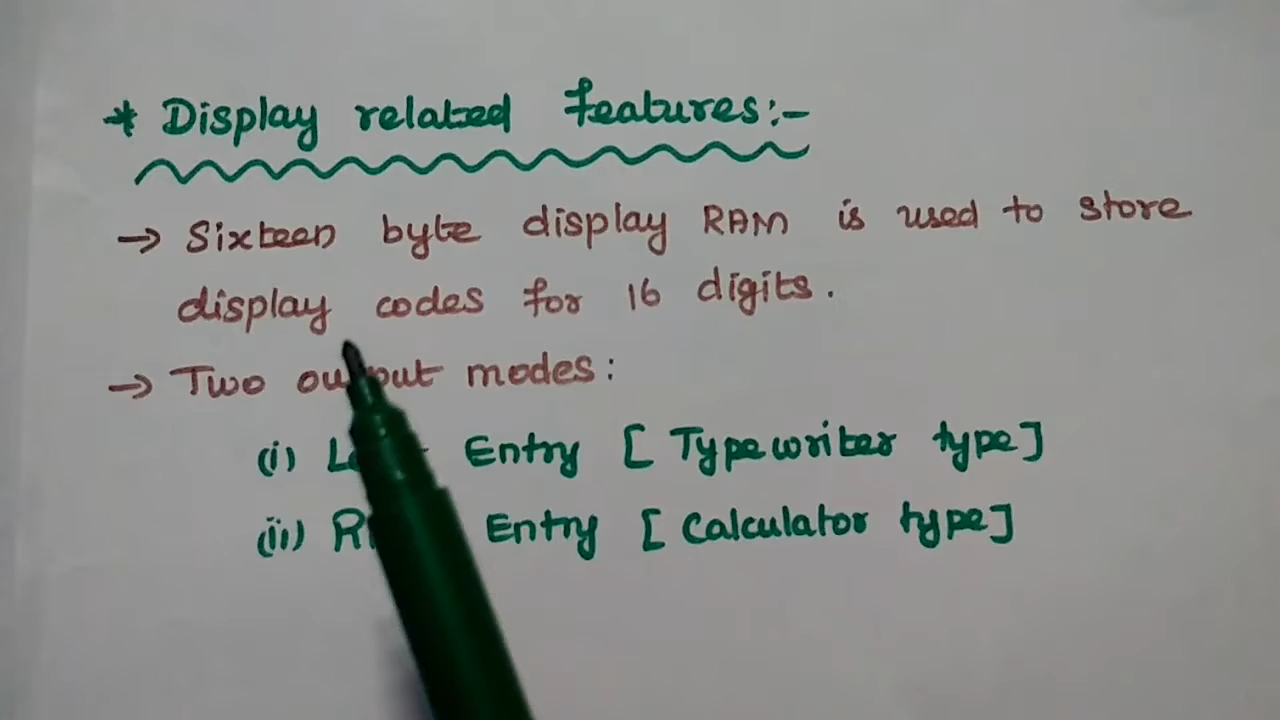 * Display related features:-
→ Sixteen byte display RAM is used to store
display codes for 16 digits.
→ Two output modes:
(i) Entry [Typewriter type]
(ii) Entry [Calculator type]